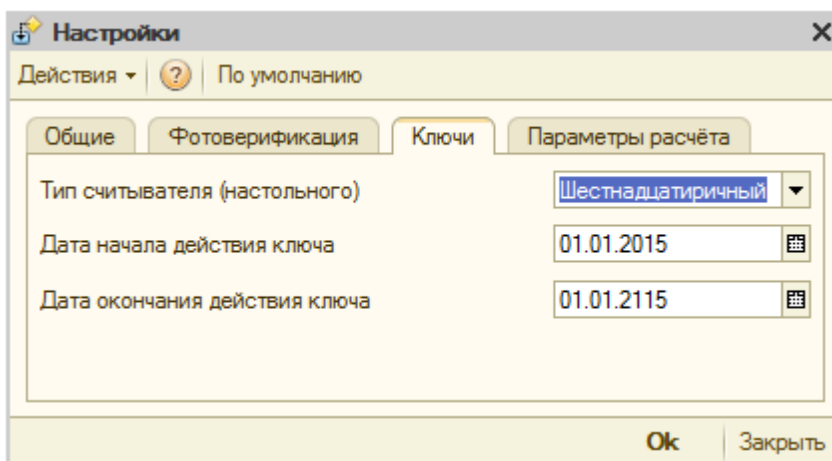 Настройки
Действия ? По умолчанию
Общие Фотоверификация Ключи Параметры расчёта
Тип считывателя (настольного) Шестнадцатиричный
Дата начала действия ключа 01.01.2015
Дата окончания действия ключа 01.01.2115
Ok Закрыть